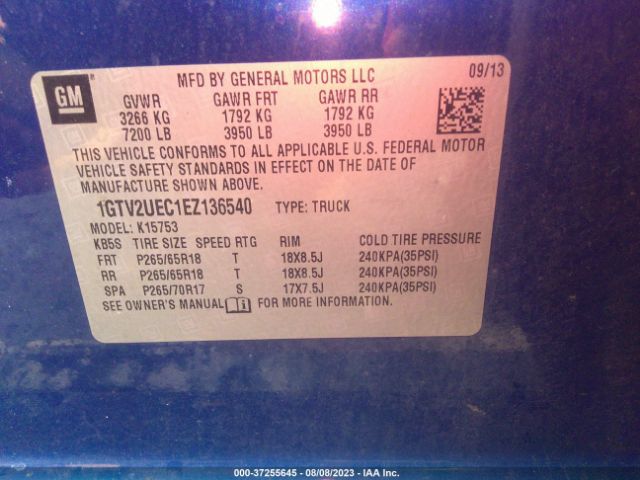 GM
MFD BY GENERAL MOTORS LLC 09/13
GVWR GAWR FRT GAWR RR
3266 KG 1792 KG 1792 KG
7200 LB 3950 LB 3950 LB
THIS VEHICLE CONFORMS TO ALL APPLICABLE U.S. FEDERAL MOTOR
VEHICLE SAFETY STANDARDS IN EFFECT ON THE DATE OF
MANUFACTURE SHOWN ABOVE.
1GTV2UEC1EZ136540 TYPE: TRUCK
MODEL: K15753
KB5S TIRE SIZE SPEED RTG RIM COLD TIRE PRESSURE
FRT P265/65R18 T 18X8.5J 240KPA(35PSI)
RR P265/65R18 T 18X8.5J 240KPA(35PSI)
SPA P265/70R17 S 17X7.5J 240KPA(35PSI)
SEE OWNER'S MANUAL FOR MORE INFORMATION.
000-37255645 - 08/08/2023 - IAA Inc.